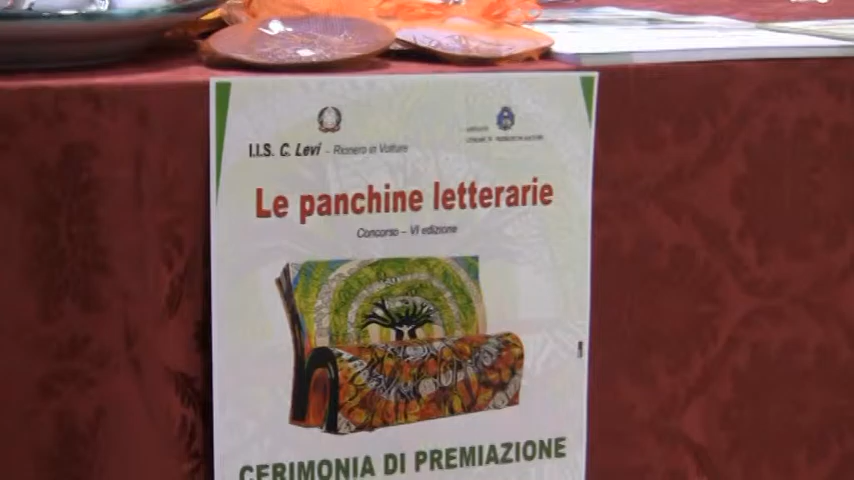 I.I.S. C. Levi – Rionero in Vulture
Le panchine letterarie
Concorso – VI edizione
CERIMONIA DI PREMIAZIONE